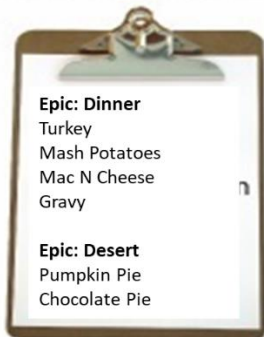 Epic: Dinner
Turkey
Mash Potatoes
Mac N Cheese
Gravy
Epic: Desert
Pumpkin Pie
Chocolate Pie